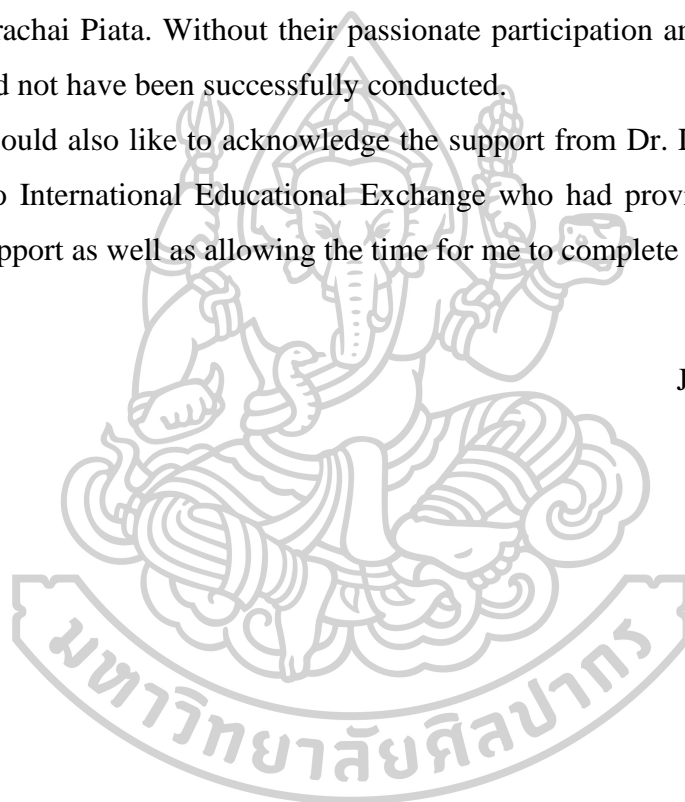 rachai Piata. Without their passionate participation an
d not have been successfully conducted.
ould also like to acknowledge the support from Dr. I
o International Educational Exchange who had provi
pport as well as allowing the time for me to complete
J
มหาวิทยาลัยศิลปากร